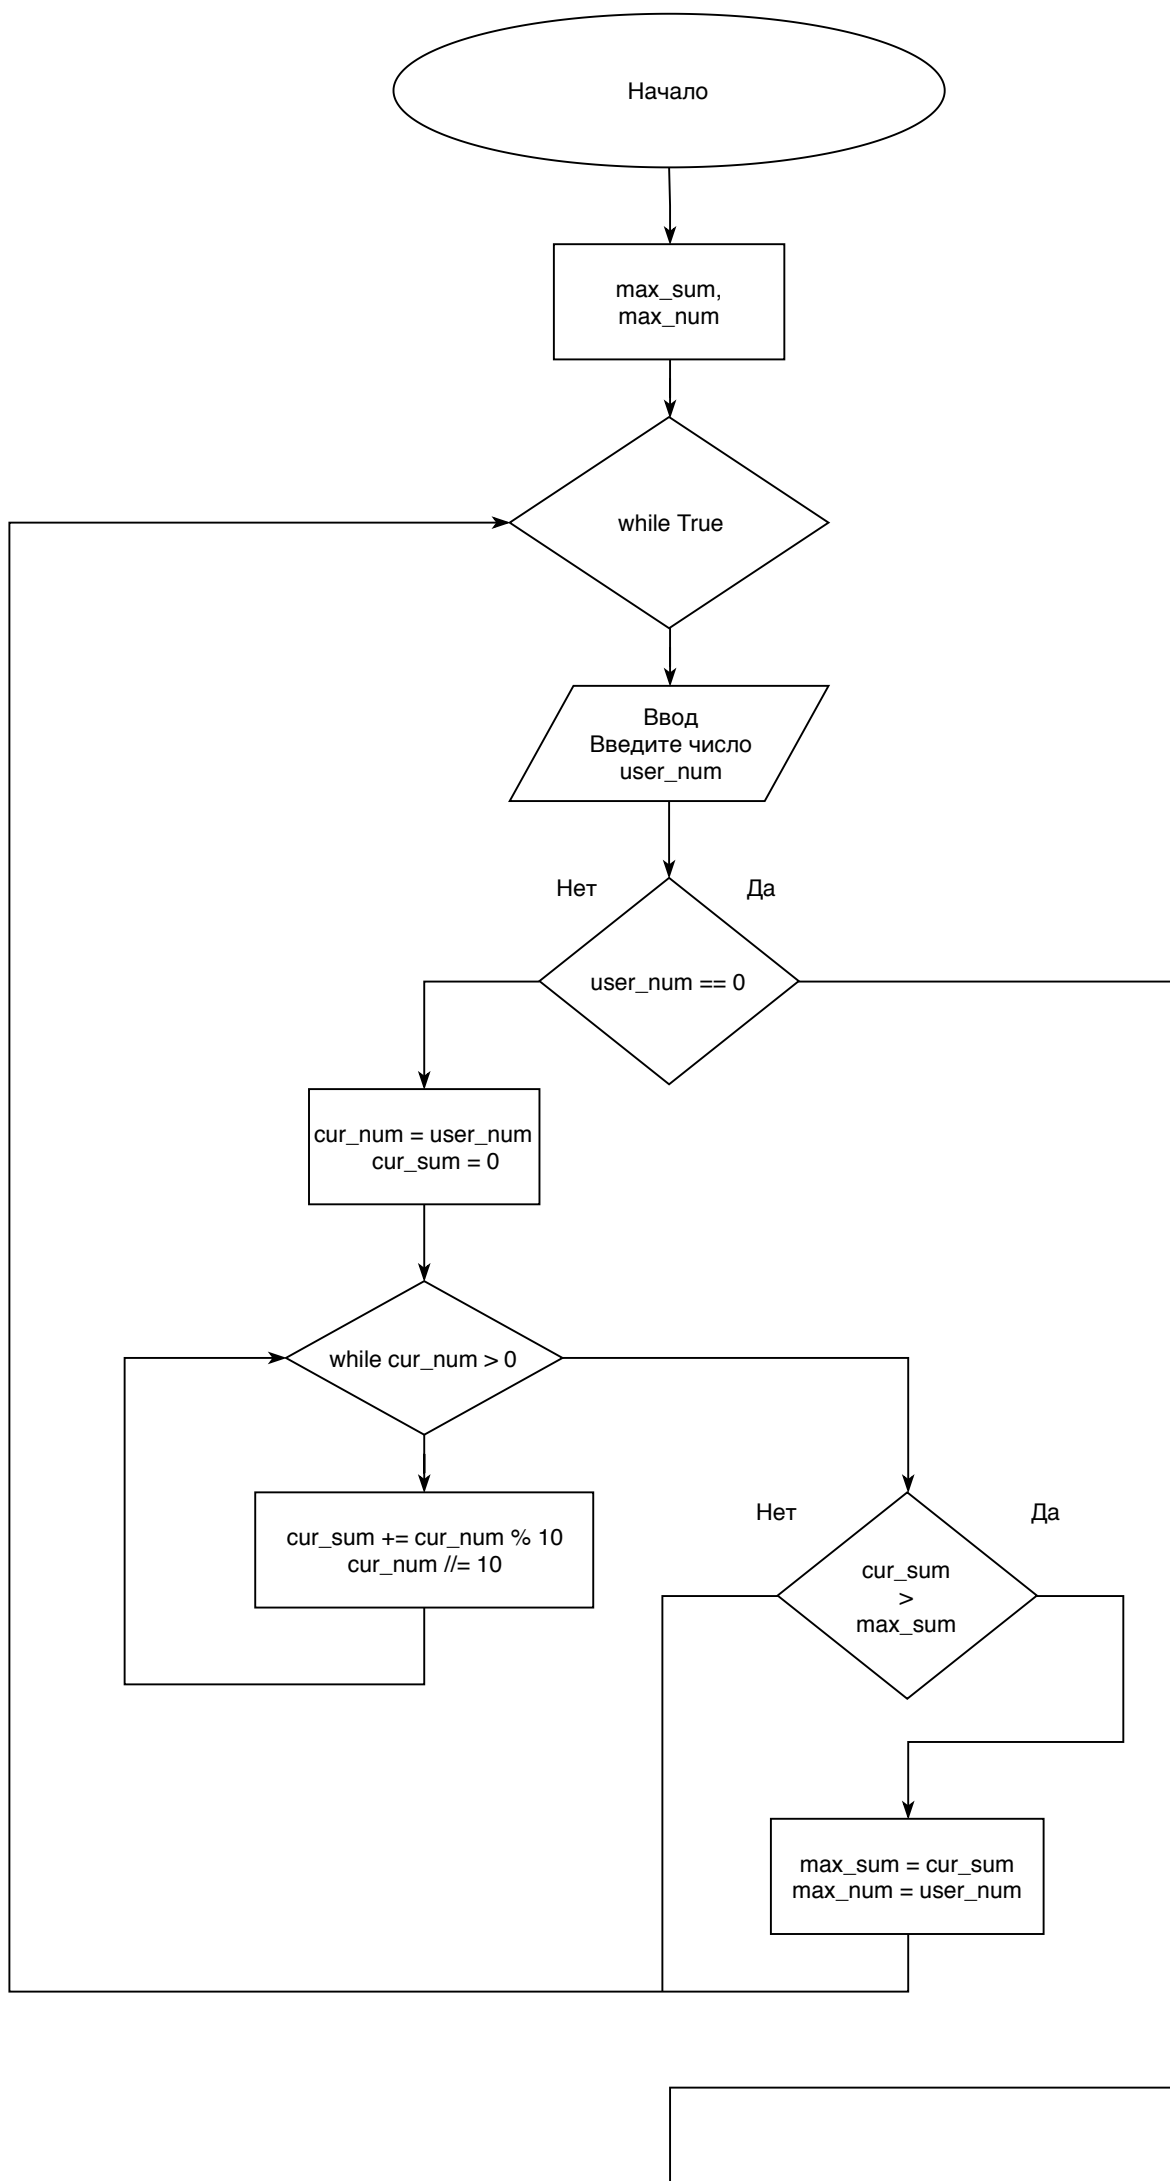 Начало
max_sum,
max_num
while True
Ввод
Введите число
user_num
Нет
Да
user_num == 0
cur_num = user_num
cur_sum = 0
while cur_num > 0
cur_sum += cur_num % 10
cur_num //= 10
Нет
Да
cur_sum
>
max_sum
max_sum = cur_sum
max_num = user_num